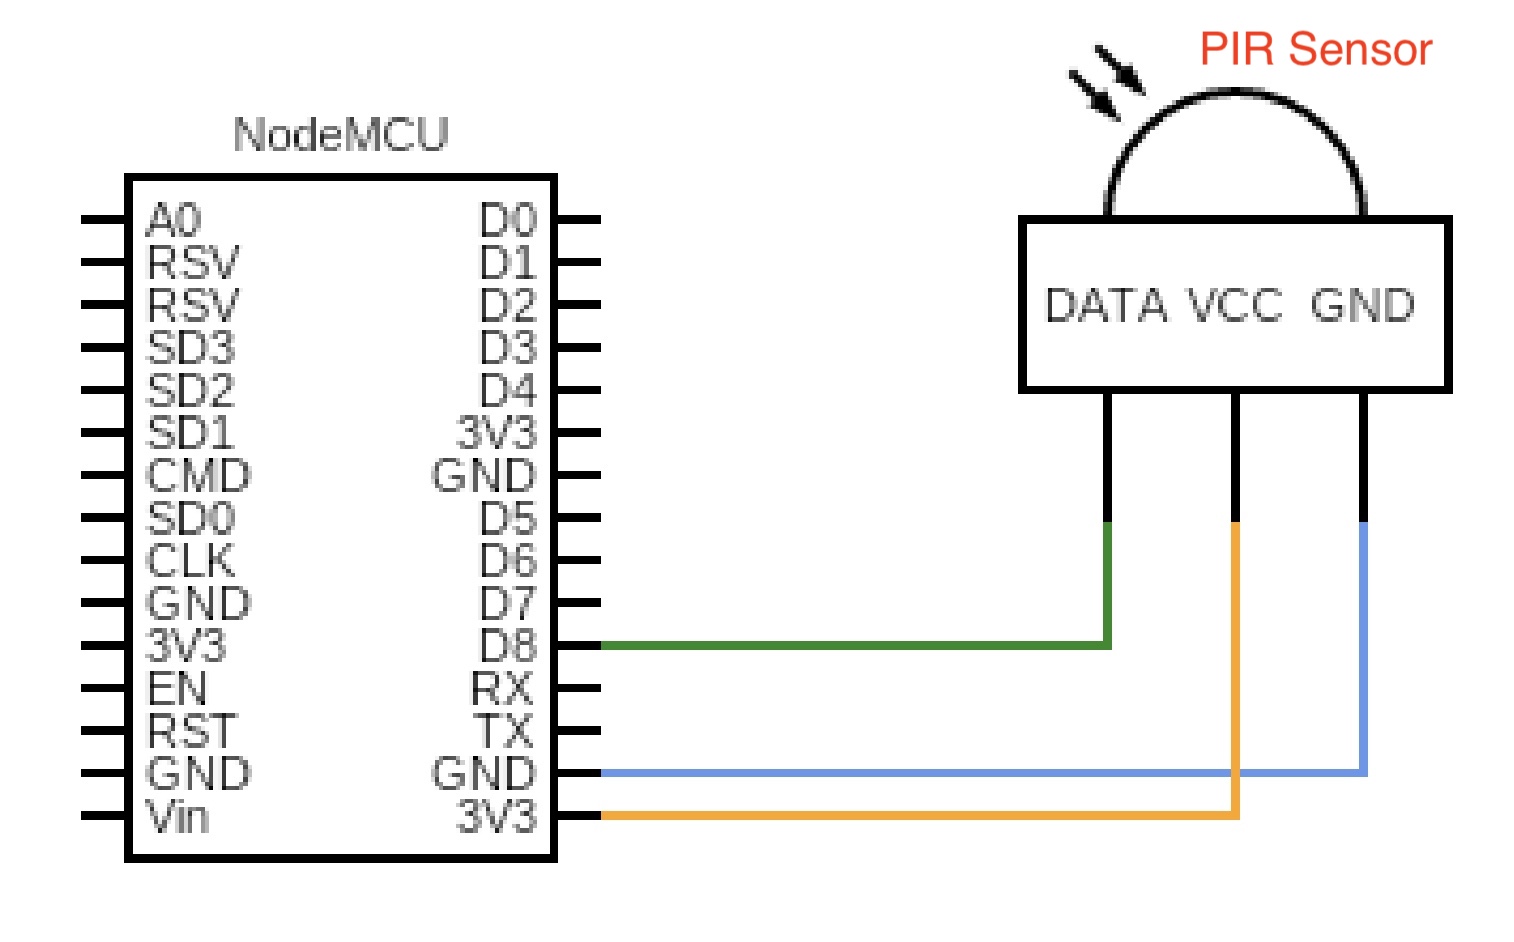 PIR Sensor
NodeMCU
A0 D0
RSV D1
RSV D2
SD3 D3
SD2 D4
SD1 3V3
CMD GND
SD0 D5
CLK D6
GND D7
3V3 D8
EN RX
RST TX
GND GND
Vin 3V3
DATA VCC GND